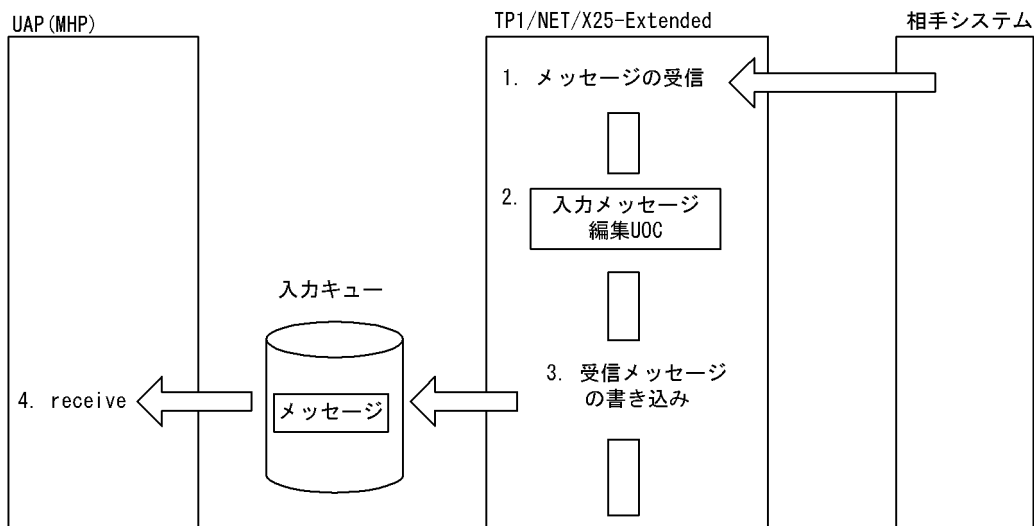 UAP(MHP)
TP1/NET/X25-Extended
相手システム
1. メッセージの受信
2. 入力メッセージ
編集UOC
入力キュー
3. 受信メッセージ
の書き込み
メッセージ
4. receive